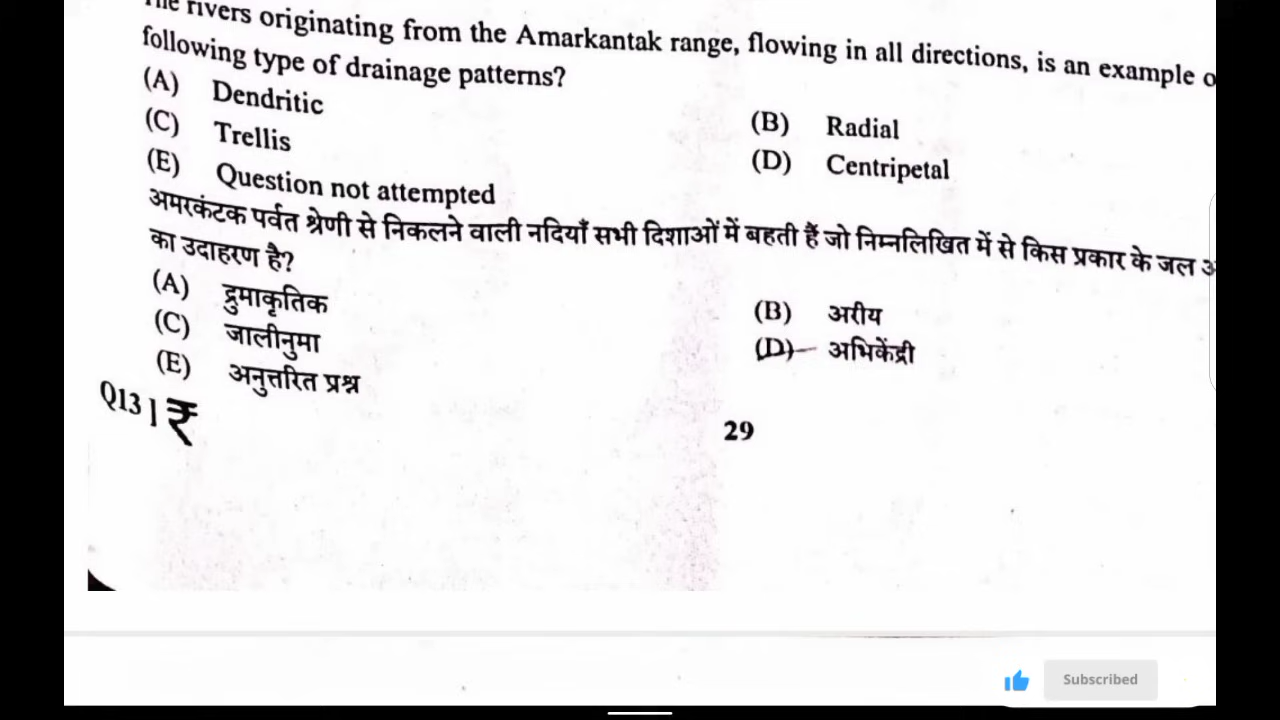 The rivers originating from the Amarkantak range, flowing in all directions, is an example o
following type of drainage patterns?
(A) Dendritic
(B) Radial
(C) Trellis
(D) Centripetal
(E) Question not attempted
अमरकंटक पर्वत श्रेणी से निकलने वाली नदियाँ सभी दिशाओं में बहती हैं जो निम्नलिखित में से किस प्रकार के जल अ
का उदाहरण है?
(A) द्रुमाकृतिक
(B) अरीय
(C) जालीनुमा
(D) अभिकेंद्री
(E) अनुत्तरित प्रश्न
Q13 ] ₹
29
Subscribed